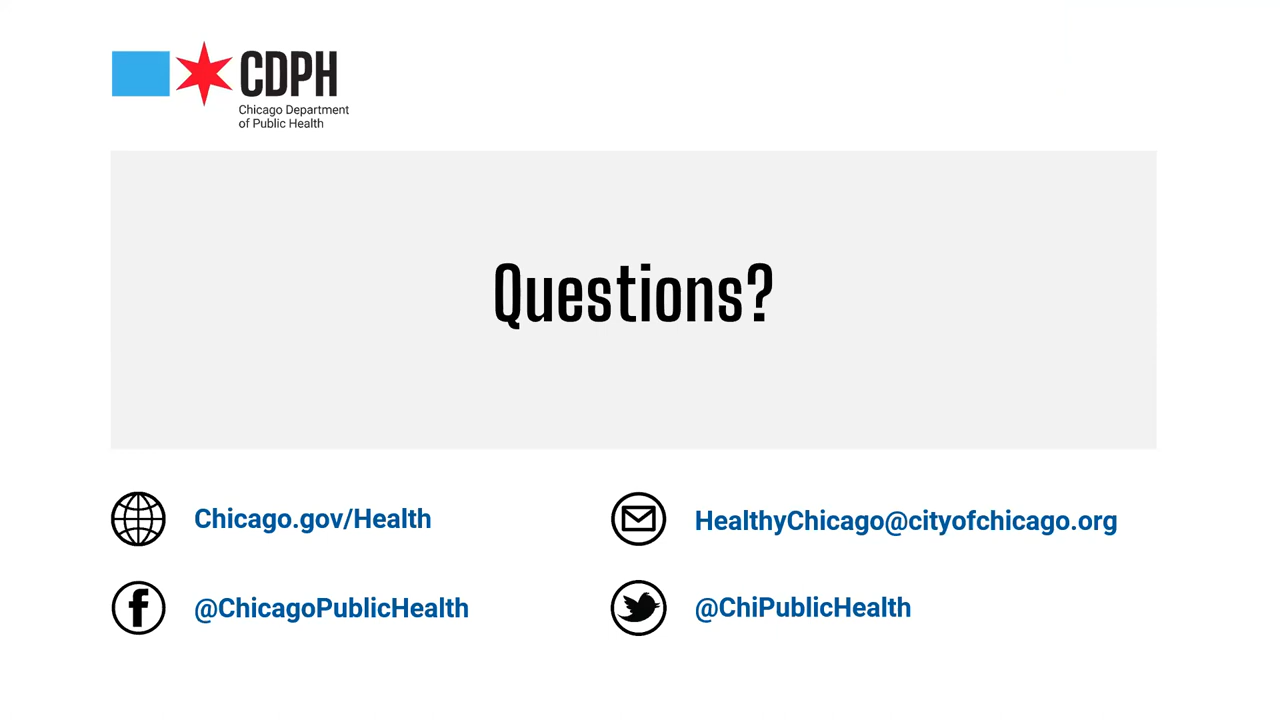 CDPH
Chicago Department
of Public Health
Questions?
Chicago.gov/Health
HealthyChicago@cityofchicago.org
@ChicagoPublicHealth
@ChiPublicHealth